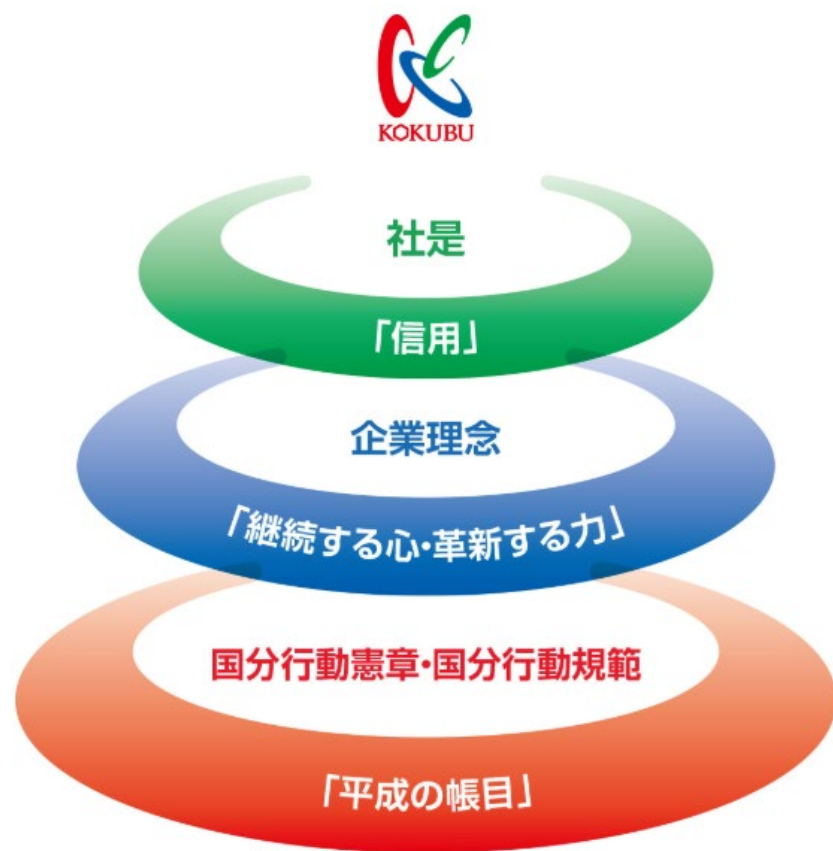 KOKUBU
社是
「信用」
企業理念
「継続する心・革新する力」
国分行動憲章・国分行動規範
「平成の帳目」